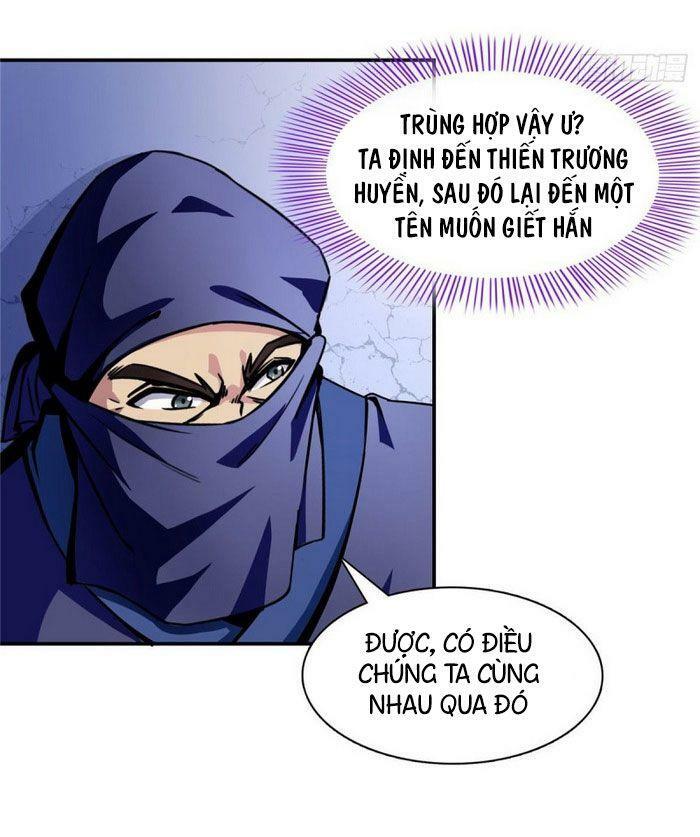 TRÙNG HỢP VẬY Ư?
TA ĐỊNH ĐẾN THIẾN TRƯƠNG
HUYỀN, SAU ĐÓ LẠI ĐẾN MỘT
TÊN MUỐN GIẾT HẮN
ĐƯỢC, CÓ ĐIỀU
CHÚNG TA CÙNG
NHAU QUA ĐÓ